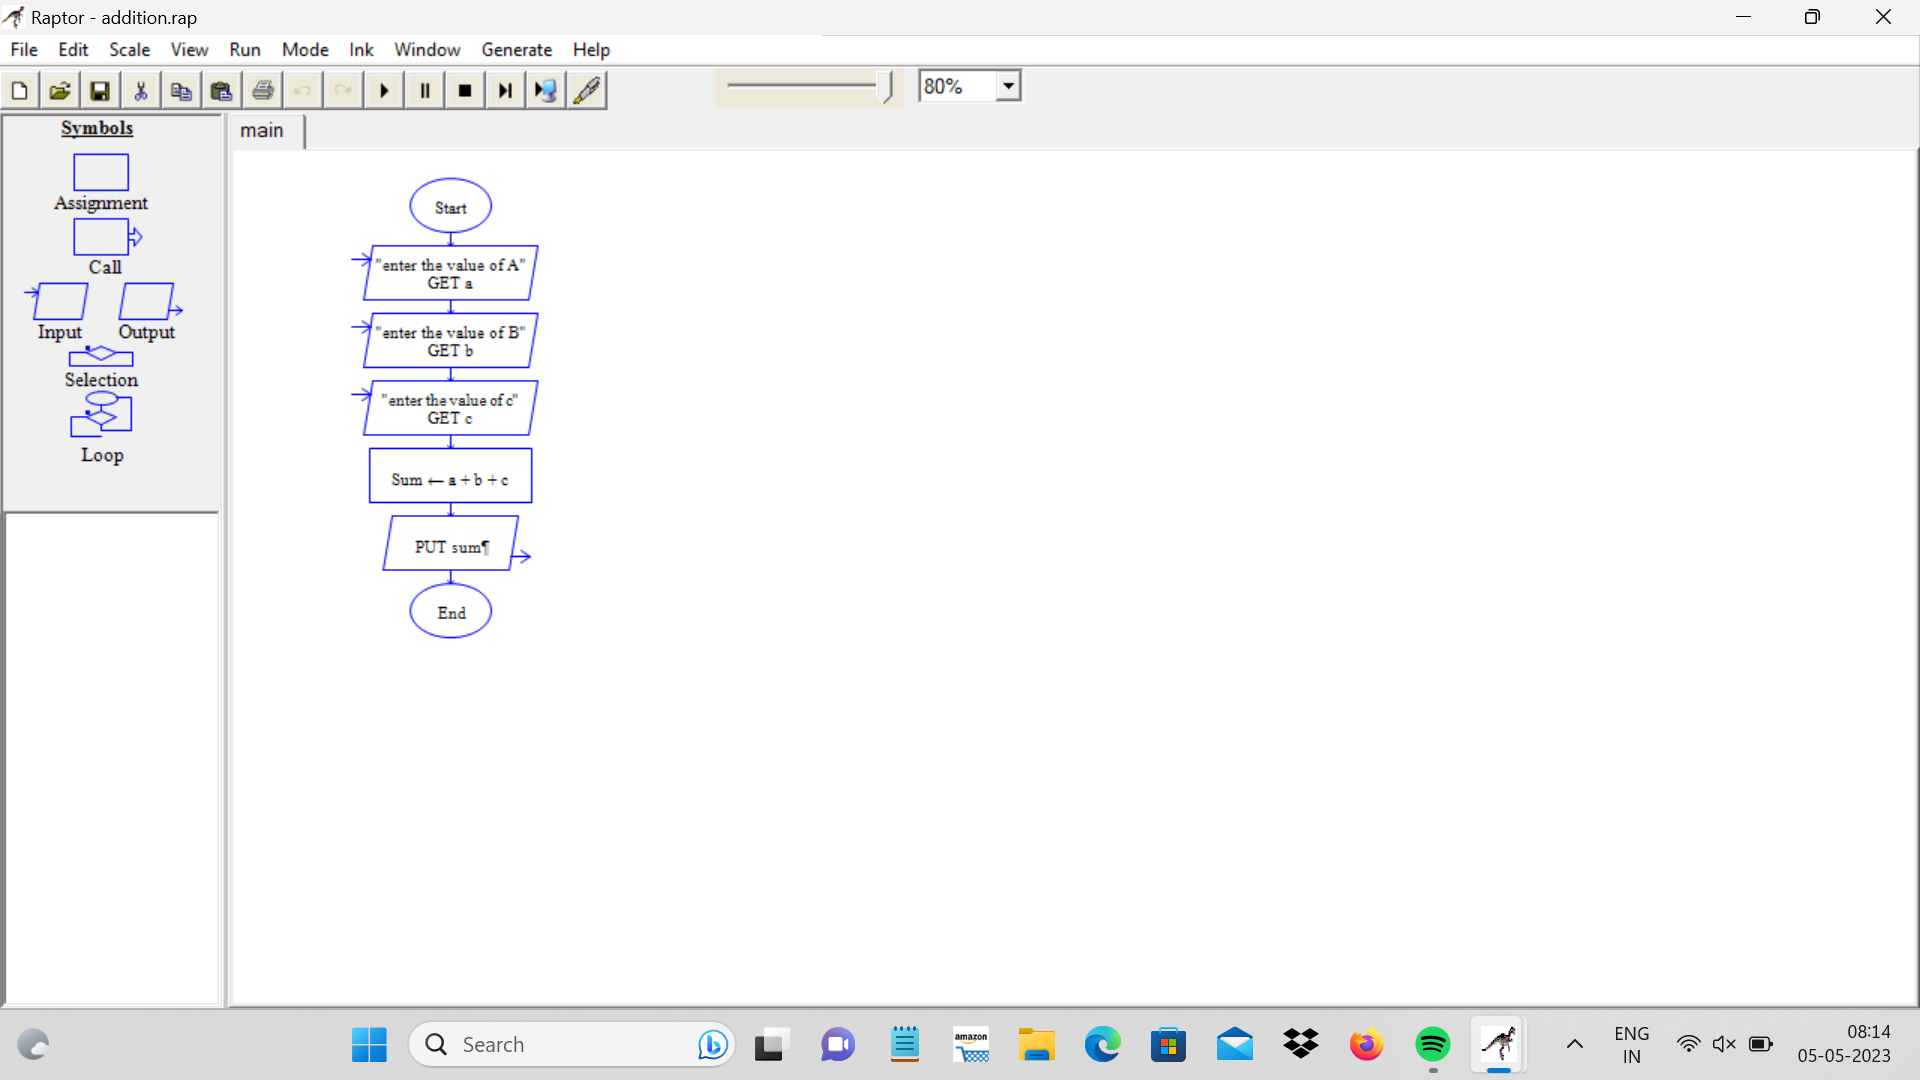 Raptor - addition.rap
File Edit Scale View Run Mode Ink Window Generate Help
80%
Symbols
Assignment
Call
Input Output
Selection
Loop
main
Start
"enter the value of A"
GET a
"enter the value of B"
GET b
"enter the value of c"
GET c
Sum ← a + b + c
PUT sum¶
End
Search
amazon
ENG
IN
08:14
05-05-2023